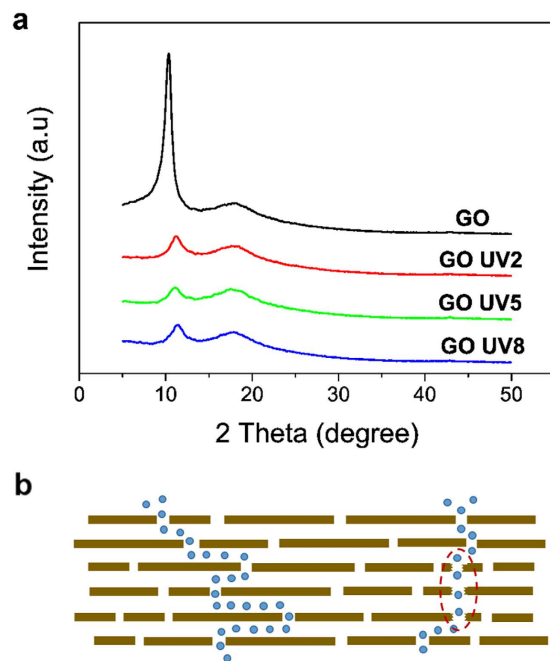 a
Intensity (a.u)
GO
GO UV2
GO UV5
GO UV8
0 10 20 30 40 50
2 Theta (degree)
b